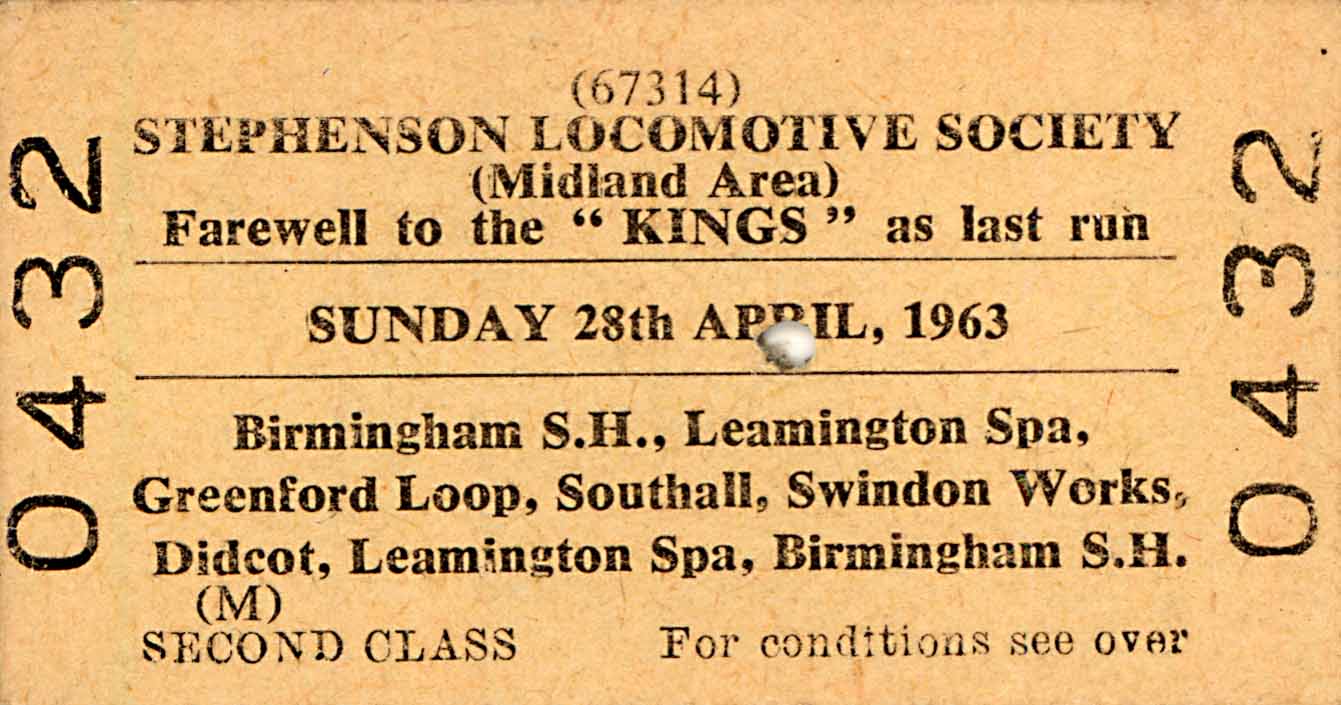 (67314)
STEPHENSON LOCOMOTIVE SOCIETY
(Midland Area)
Farewell to the “ KINGS ” as last run
SUNDAY 28th APRIL, 1963
Birmingham S.H., Leamington Spa,
Greenford Loop, Southall, Swindon Works,
Didcot, Leamington Spa, Birmingham S.H.
(M)
SECOND CLASS For conditions see over
0432
0432